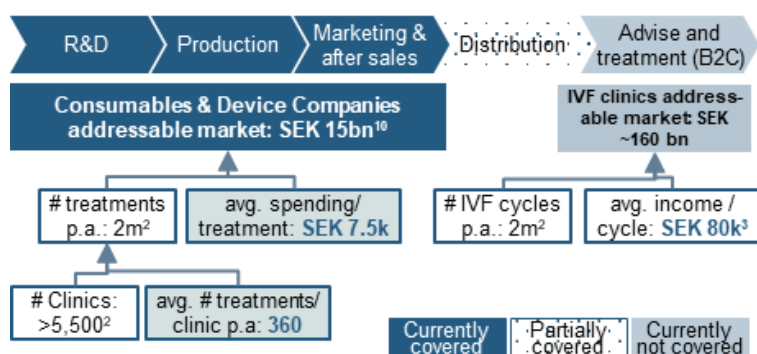 R&D
Production
Marketing &
after sales
Distribution
Advise and
treatment (B2C)
Consumables & Device Companies
addressable market: SEK 15bn¹⁰
IVF clinics address-
able market: SEK
~160 bn
# treatments
p.a.: 2m²
avg. spending/
treatment: SEK 7.5k
# IVF cycles
p.a.: 2m²
avg. income /
cycle: SEK 80k³
# Clinics:
>5,500²
avg. # treatments/
clinic p.a: 360
Currently
covered
Partially
covered
Currently
not covered